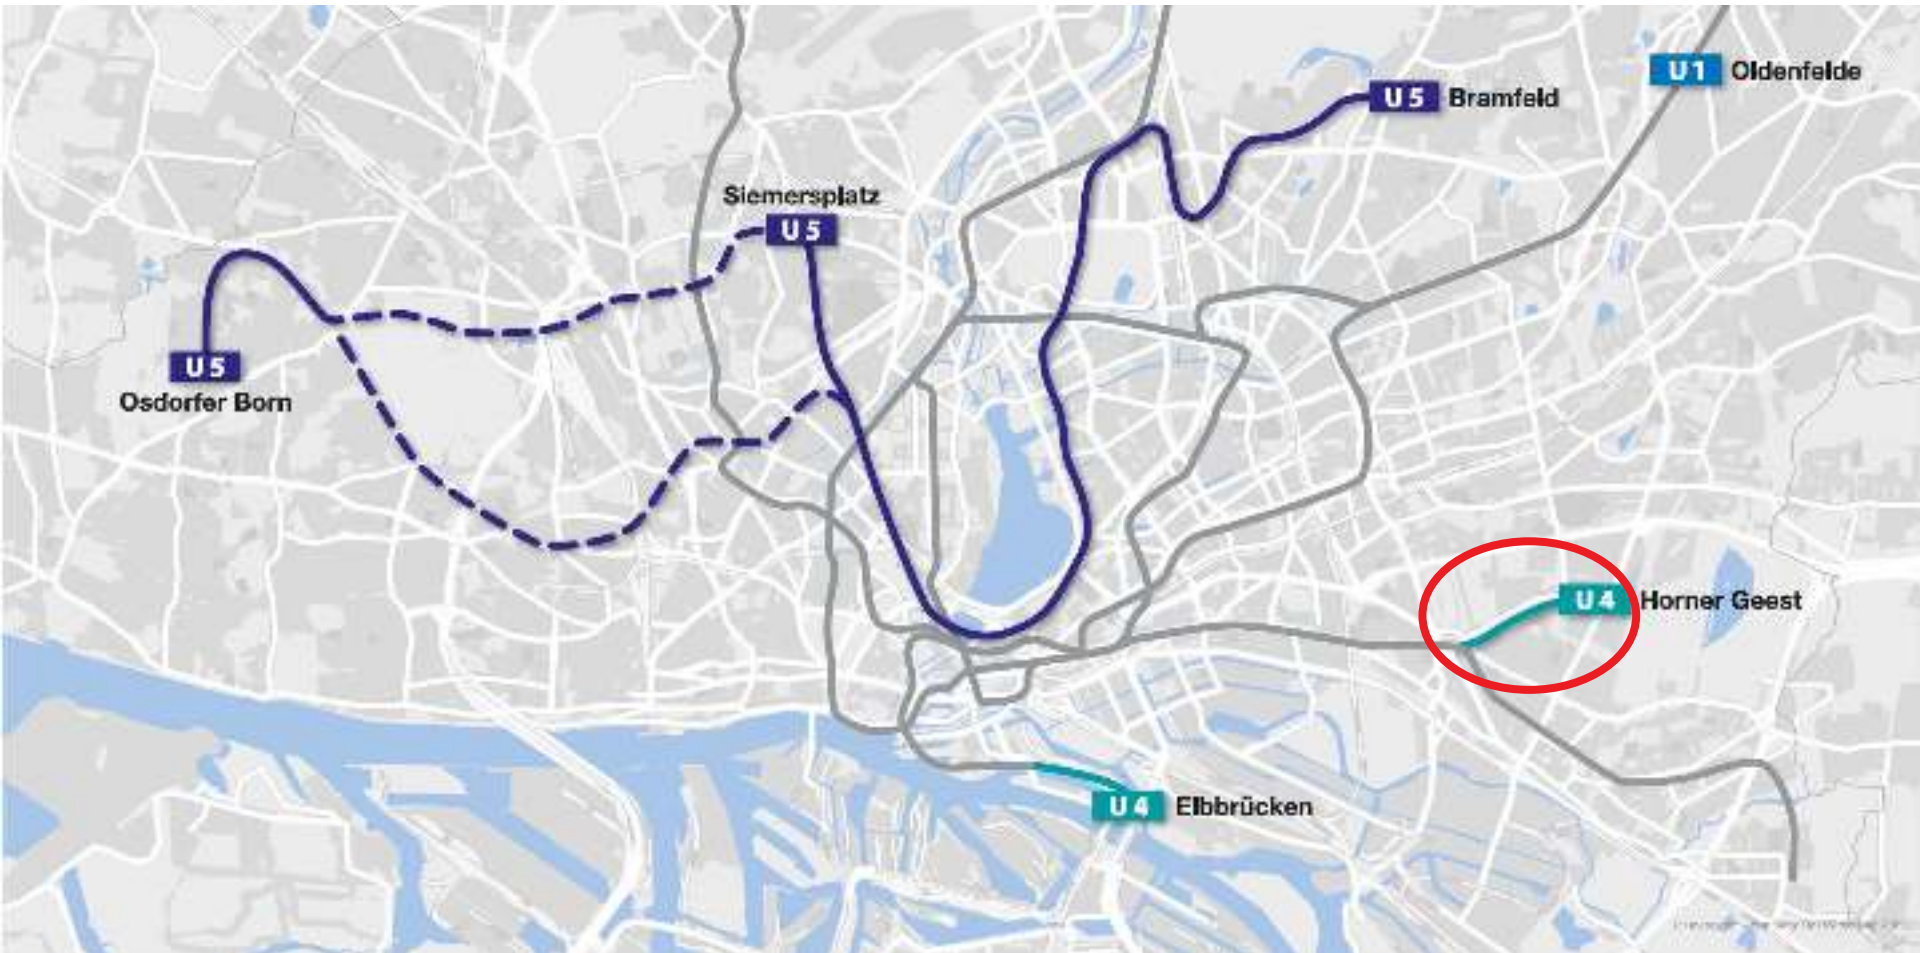 U1 Oldenfelde
U5 Bramfeld
Siemersplatz
U5
U5
Osdorfer Born
U4 Horner Geest
U4 Elbbrücken